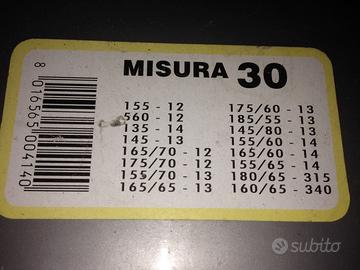 MISURA 30
155 - 12
560 - 12
135 - 14
145 - 13
165/70 - 12
175/70 - 12
155/70 - 13
165/65 - 13
175/60 - 13
185/55 - 13
145/80 - 13
155/60 - 14
165/60 - 14
155/65 - 14
180/65 - 315
160/65 - 340
8 016565 004140
subito